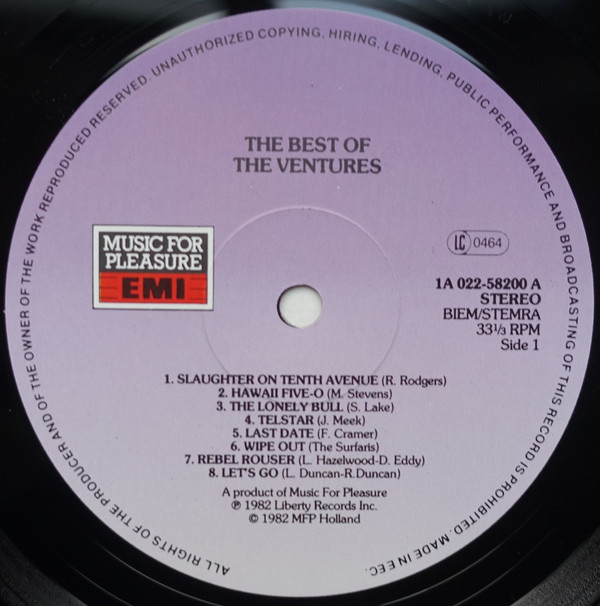 ALL RIGHTS OF THE PRODUCER AND OF THE OWNER OF THE WORK REPRODUCED RESERVED. UNAUTHORIZED COPYING, HIRING, LENDING, PUBLIC PERFORMANCE AND BROADCASTING OF THIS RECORD IS PROHIBITED. MADE IN EEC.
THE BEST OF
THE VENTURES
MUSIC FOR
PLEASURE
EMI
LC 0464
1A 022-58200 A
STEREO
BIEM/STEMRA
33⅓ RPM
Side 1
1. SLAUGHTER ON TENTH AVENUE (R. Rodgers)
2. HAWAII FIVE-O (M. Stevens)
3. THE LONELY BULL (S. Lake)
4. TELSTAR (J. Meek)
5. LAST DATE (F. Cramer)
6. WIPE OUT (The Surfaris)
7. REBEL ROUSER (L. Hazelwood-D. Eddy)
8. LET'S GO (L. Duncan-R.Duncan)
A product of Music For Pleasure
℗ 1982 Liberty Records Inc.
© 1982 MFP Holland